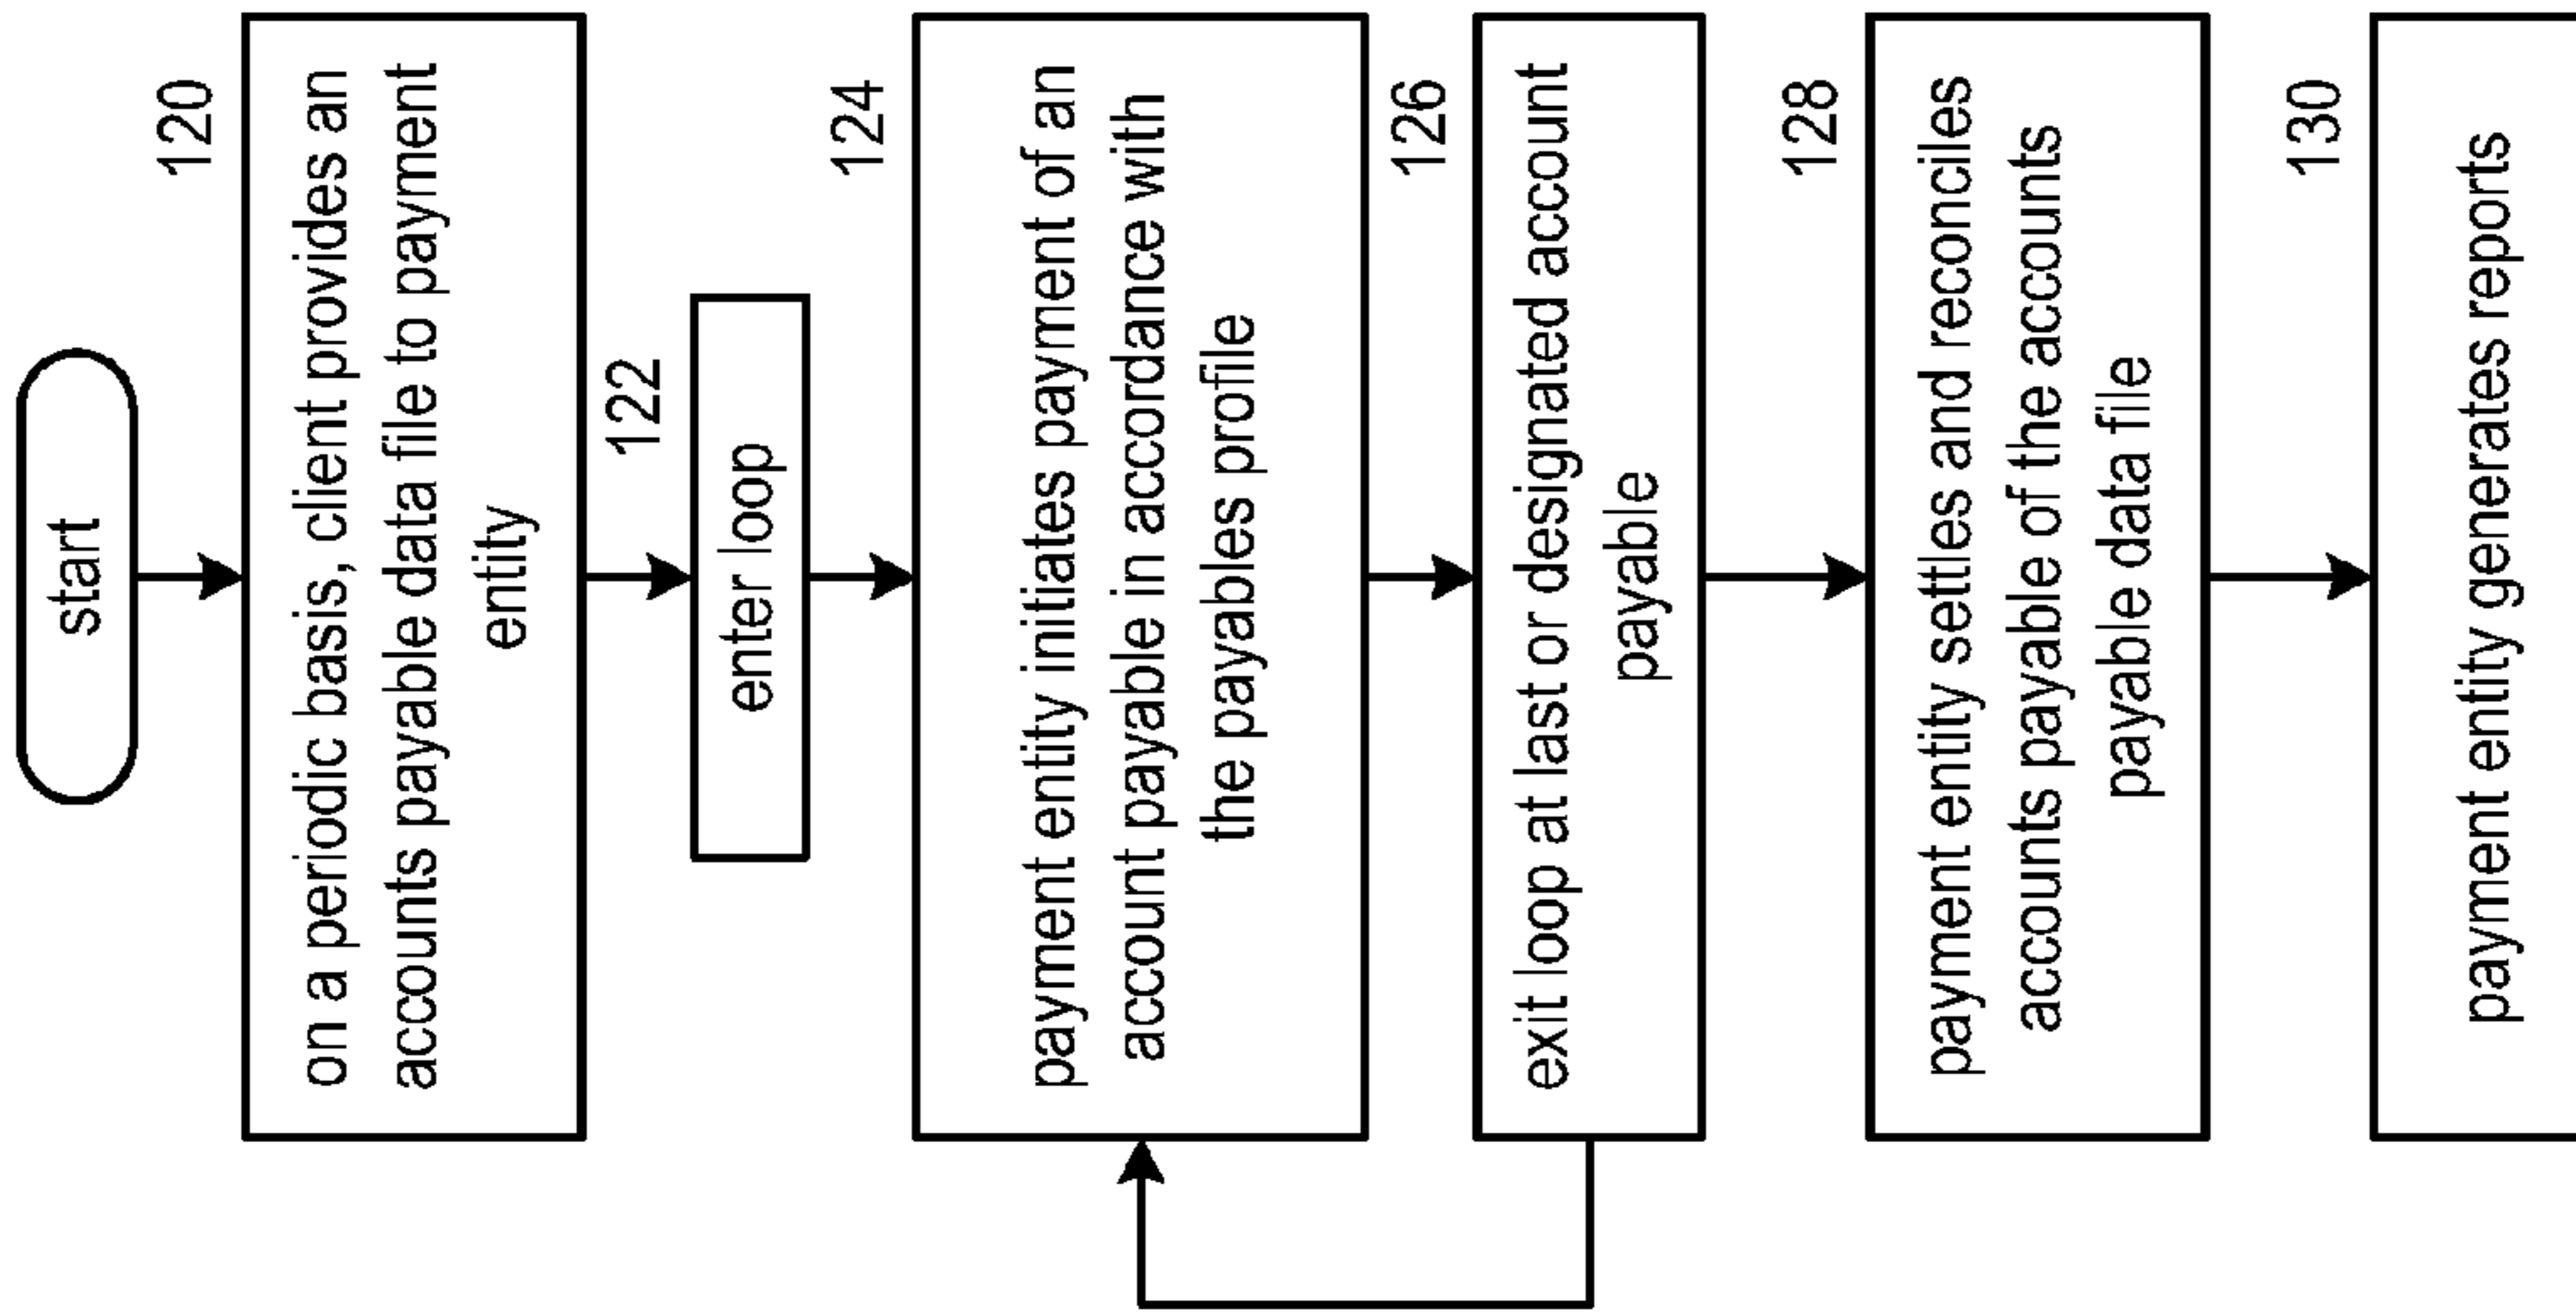 start
120
on a periodic basis, client provides an
accounts payable data file to payment
entity
122
enter loop
124
payment entity initiates payment of an
account payable in accordance with
the payables profile
126
exit loop at last or designated account
payable
128
payment entity settles and reconciles
accounts payable of the accounts
payable data file
130
payment entity generates reports